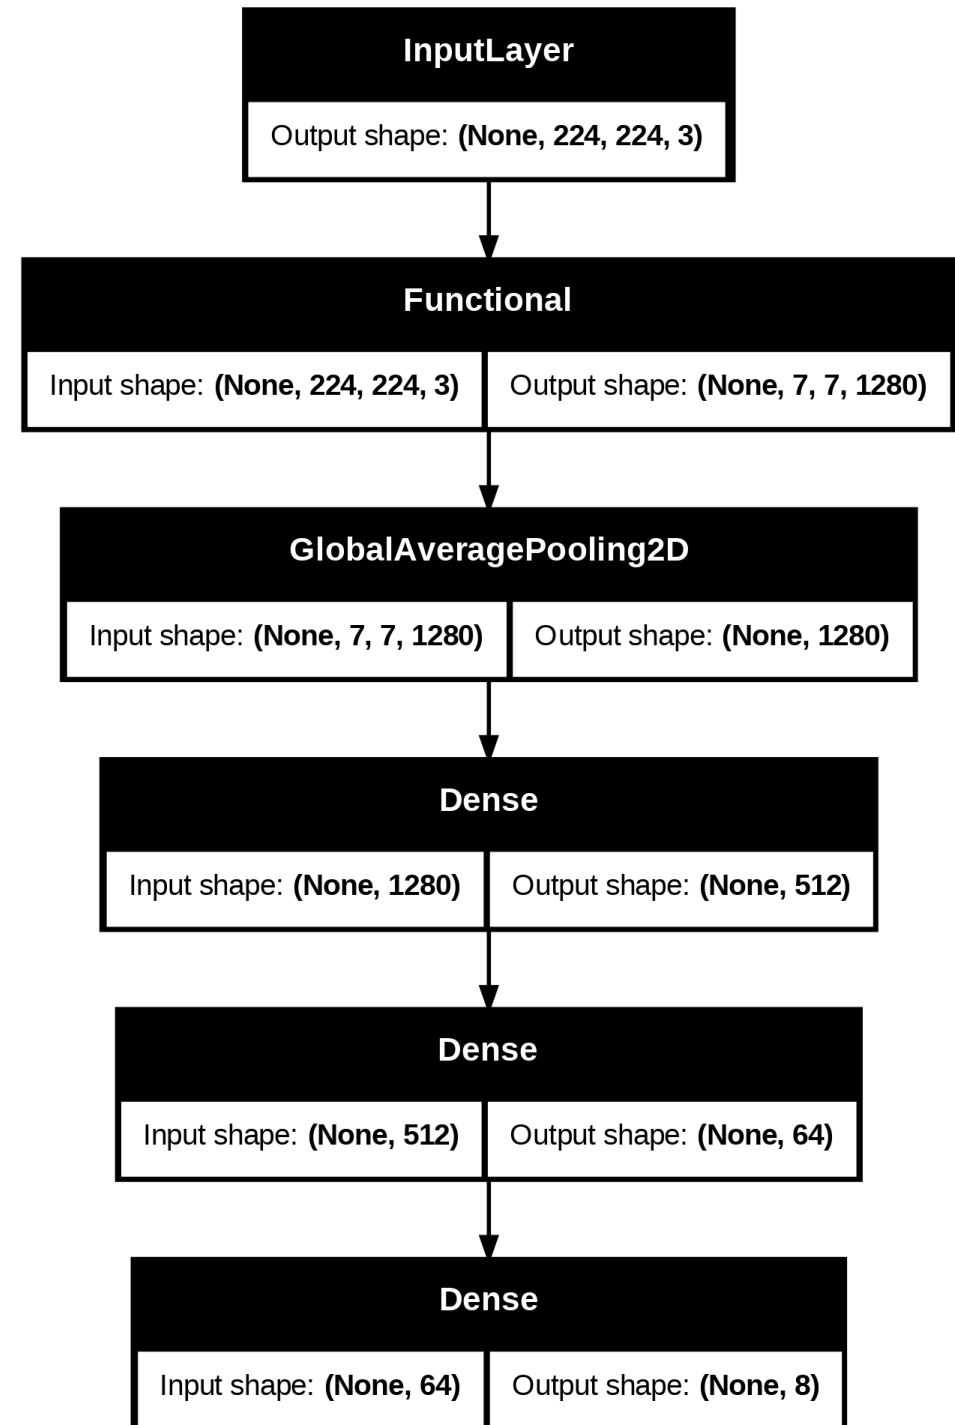 InputLayer
Output shape: (None, 224, 224, 3)
Functional
Input shape: (None, 224, 224, 3) Output shape: (None, 7, 7, 1280)
GlobalAveragePooling2D
Input shape: (None, 7, 7, 1280) Output shape: (None, 1280)
Dense
Input shape: (None, 1280) Output shape: (None, 512)
Dense
Input shape: (None, 512) Output shape: (None, 64)
Dense
Input shape: (None, 64) Output shape: (None, 8)